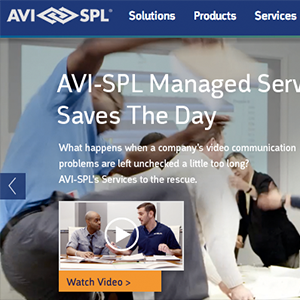 AVI SPL®
Solutions Products Services
AVI-SPL Managed Serv
Saves The Day
What happens when a company's video communication
problems are left unchecked a little too long?
AVI-SPL's Services to the rescue.
Watch Video >